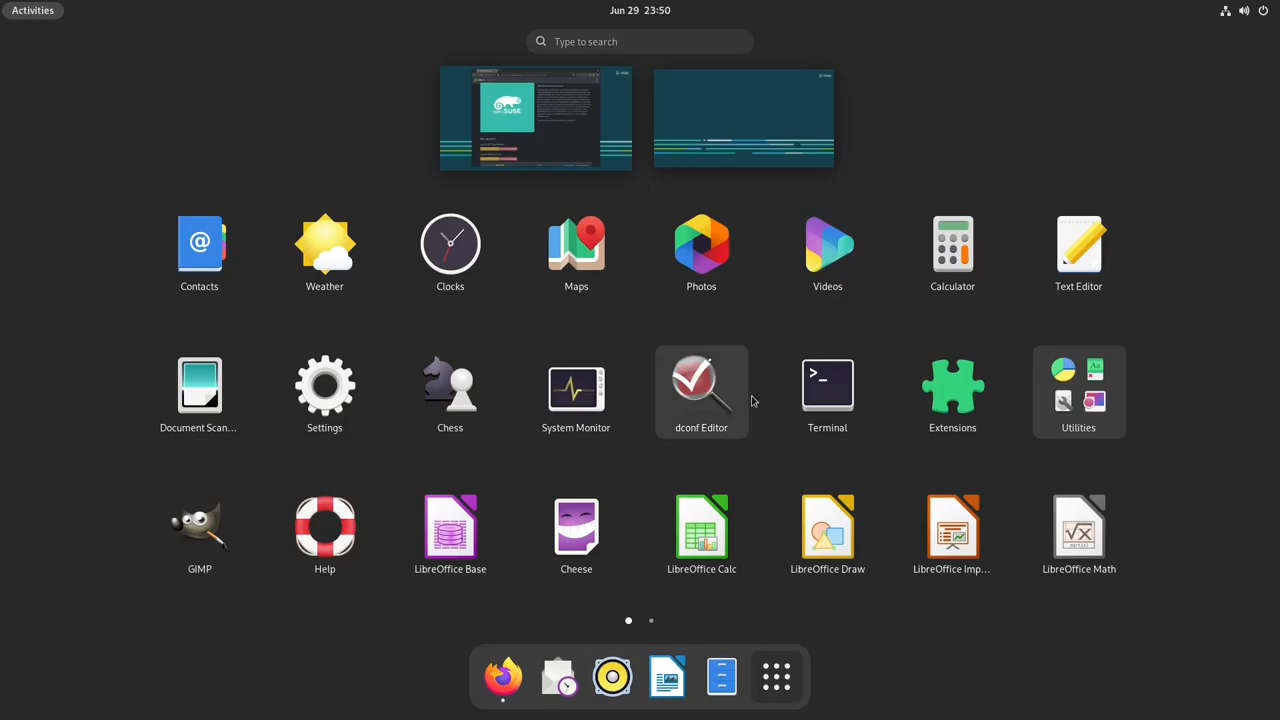 Activities
Jun 29 23:50
Type to search
openSUSE
@
Contacts
Weather
Clocks
Maps
Photos
Videos
Calculator
Text Editor
>_
Aa
Document Scan...
Settings
Chess
System Monitor
dconf Editor
Terminal
Extensions
Utilities
√x
GIMP
Help
LibreOffice Base
Cheese
LibreOffice Calc
LibreOffice Draw
LibreOffice Imp...
LibreOffice Math